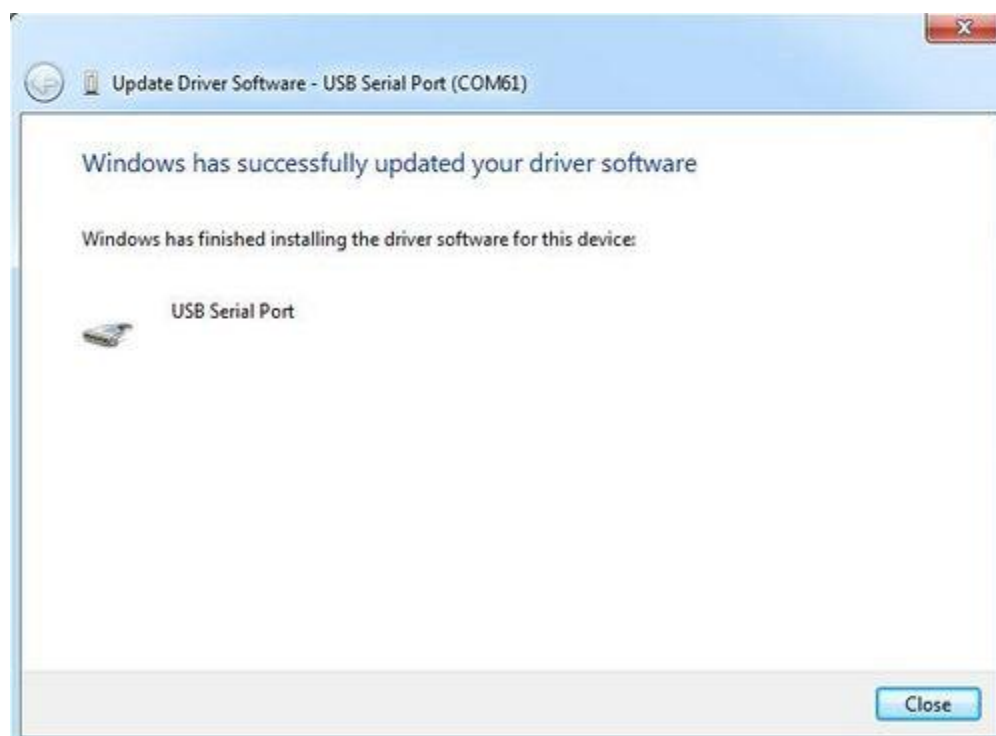 Update Driver Software - USB Serial Port (COM61)
Windows has successfully updated your driver software
Windows has finished installing the driver software for this device:
USB Serial Port
Close